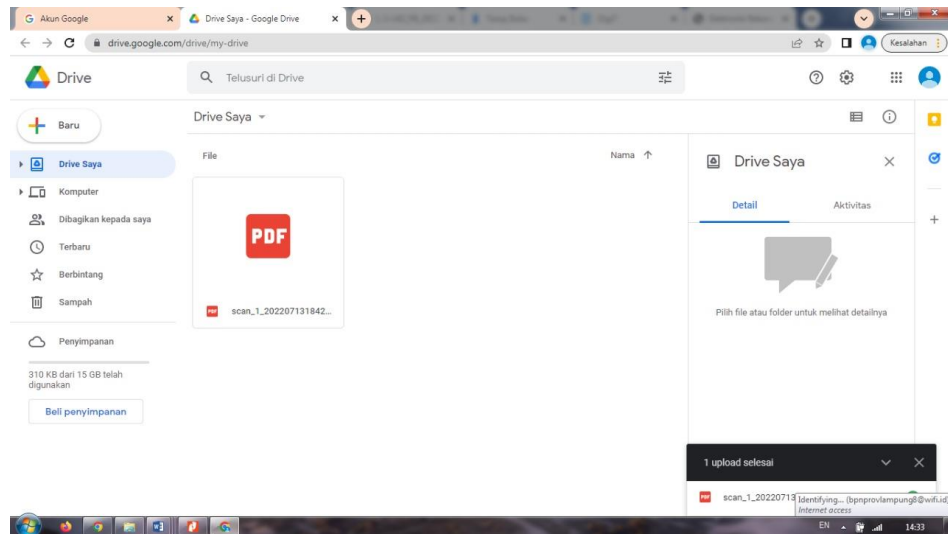 Akun Google
Drive Saya - Google Drive
drive.google.com/drive/my-drive
Kesalahan
Drive
Telusuri di Drive
Baru
Drive Saya
File
Nama
PDF
PDF
scan_1_202207131842...
Drive Saya
Komputer
Dibagikan kepada saya
Terbaru
Berbintang
Sampah
Penyimpanan
310 KB dari 15 GB telah
digunakan
Beli penyimpanan
Drive Saya
Detail
Aktivitas
Pilih file atau folder untuk melihat detailnya
1 upload selesai
PDF
scan_1_20220713
Identifying... (bpnprovlampung8@wifi.id)
Internet access
EN
14:33